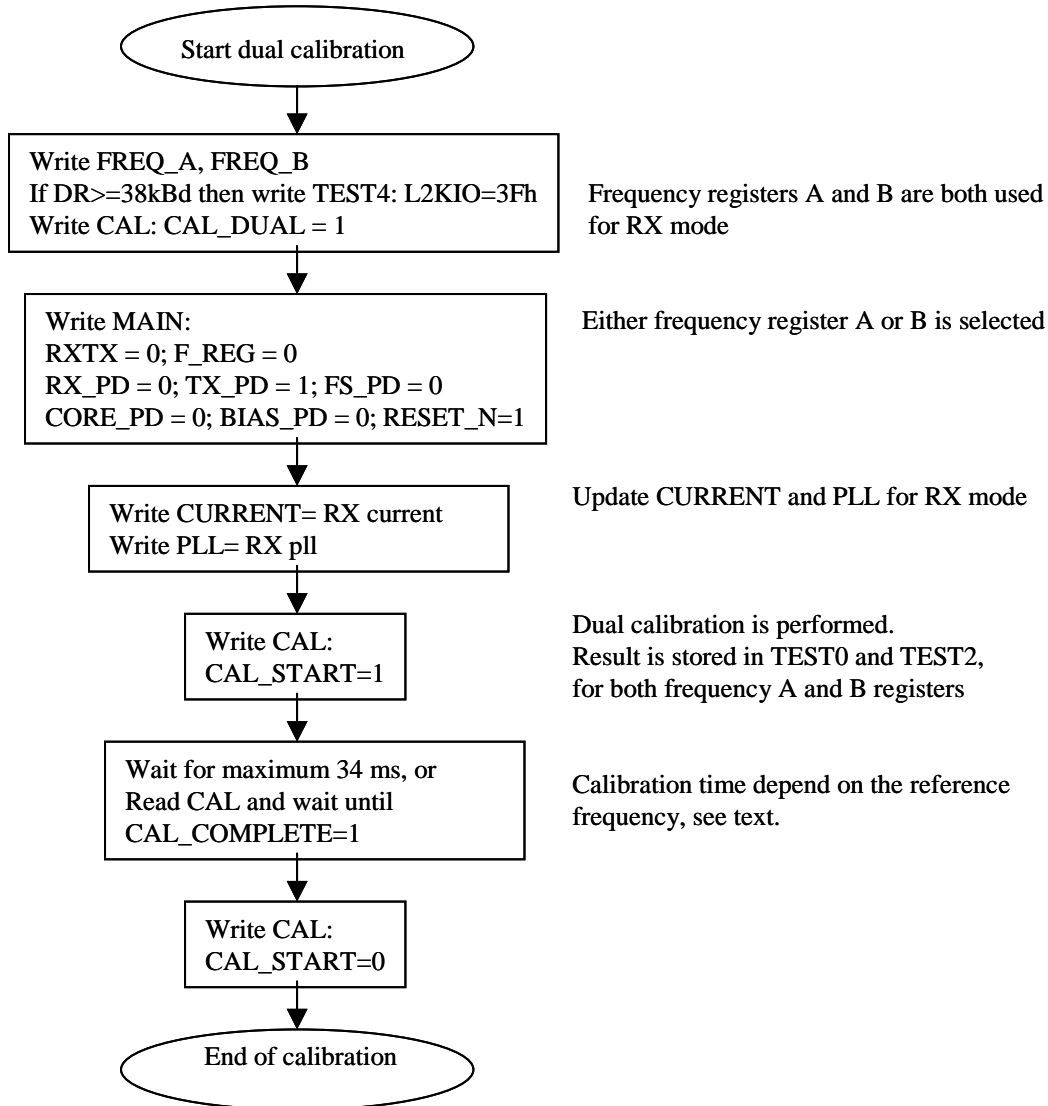 Start dual calibration
Write FREQ_A, FREQ_B
If DR>=38kBd then write TEST4: L2KIO=3Fh
Write CAL: CAL_DUAL = 1
Frequency registers A and B are both used
for RX mode
Write MAIN:
RXTX = 0; F_REG = 0
RX_PD = 0; TX_PD = 1; FS_PD = 0
CORE_PD = 0; BIAS_PD = 0; RESET_N=1
Either frequency register A or B is selected
Write CURRENT= RX current
Write PLL= RX pll
Update CURRENT and PLL for RX mode
Write CAL:
CAL_START=1
Dual calibration is performed.
Result is stored in TEST0 and TEST2,
for both frequency A and B registers
Wait for maximum 34 ms, or
Read CAL and wait until
CAL_COMPLETE=1
Calibration time depend on the reference
frequency, see text.
Write CAL:
CAL_START=0
End of calibration